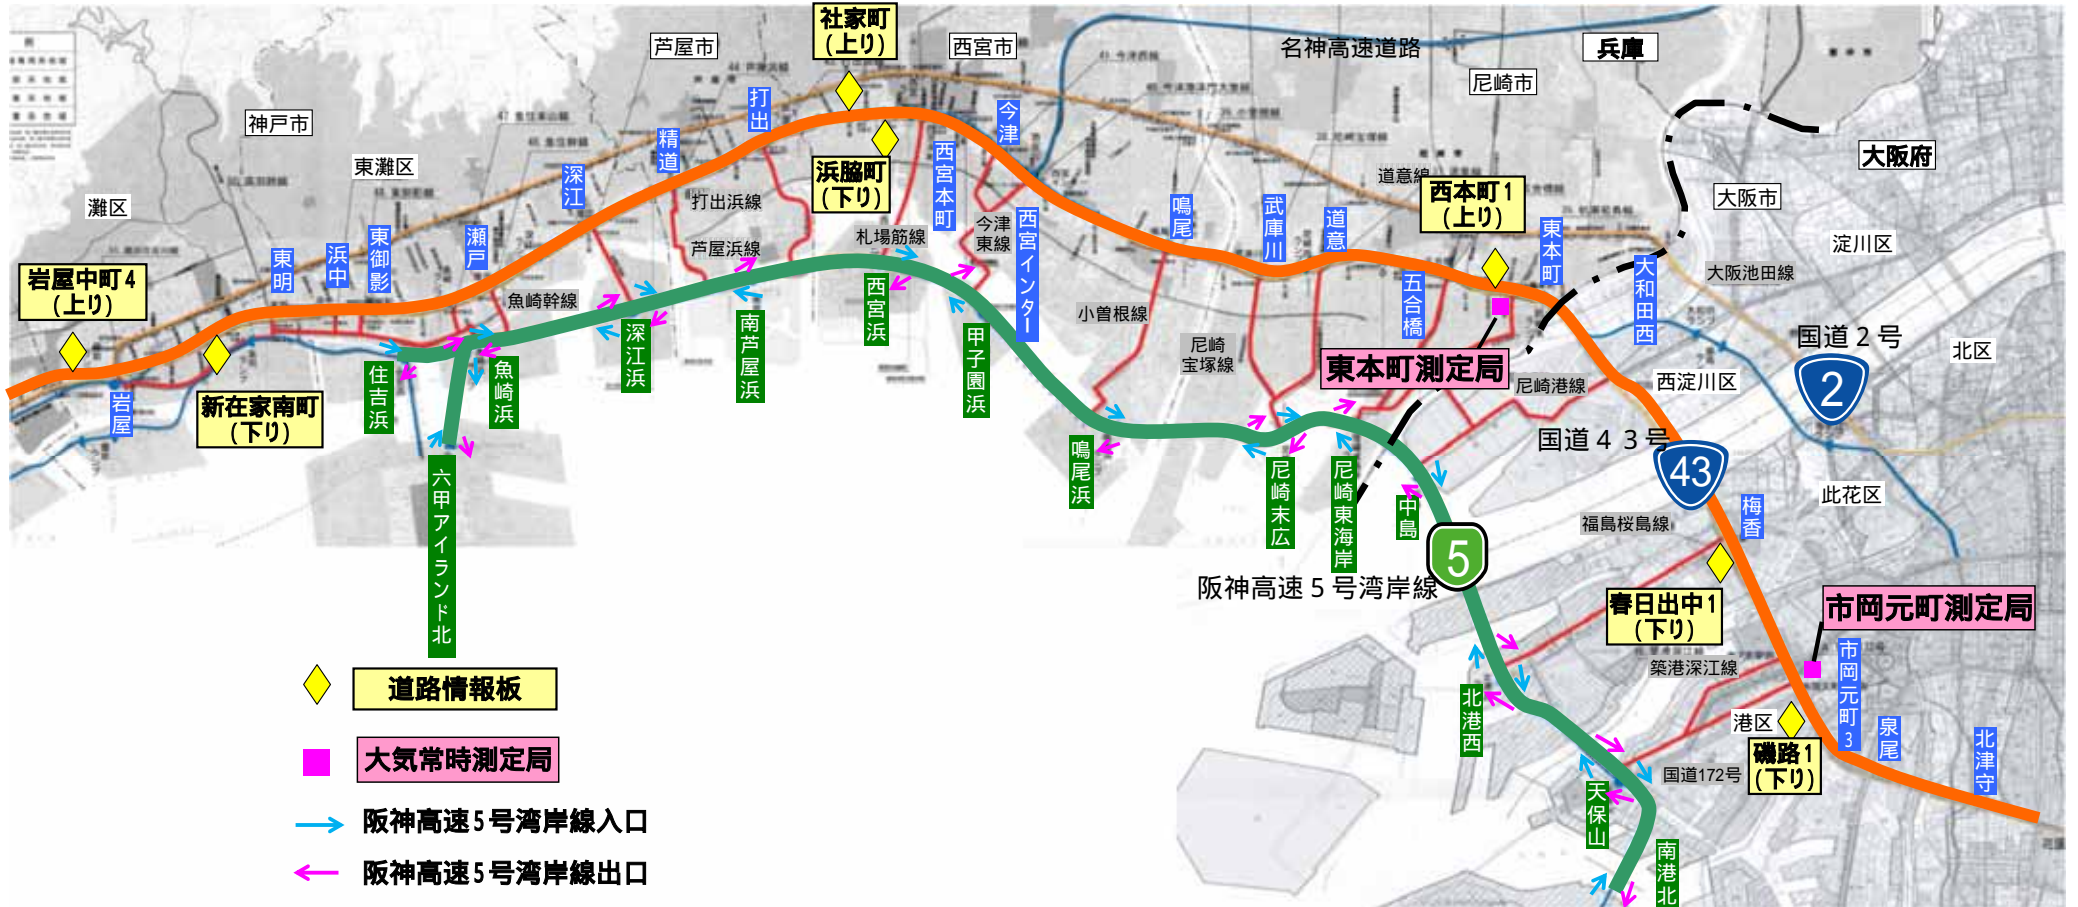 社家町
(上り)
芦屋市
西宮市
名神高速道路
兵庫
尼崎市
神戸市
打出
今津
精道
東灘区
浜脇町
(下り)
西宮本町
大阪府
深江
道意線
西本町1
(上り)
大阪市
灘区
打出浜線
鳴尾
武庫川
道意
東本町
淀川区
東明
浜中
東御影
瀬戸
芦屋浜線
札場筋線
今津
東線
西宮インター
大和田西
大阪池田線
岩屋中町4
(上り)
魚崎幹線
西宮浜
小曽根線
五合橋
深江浜
南芦屋浜
甲子園浜
尼崎
宝塚線
東本町測定局
国道2号
2
北区
住吉浜
魚崎浜
尼崎港線
西淀川区
岩屋
新在家南町
(下り)
国道43号
43
鳴尾浜
尼崎末広
尼崎東海岸
中島
此花区
六甲アイランド北
梅香
福島桜島線
5
阪神高速5号湾岸線
春日出中1
(下り)
市岡元町測定局
市岡元町3
築港深江線
道路情報板
北港西
港区
泉尾
北津守
磯路1
(下り)
大気常時測定局
国道172号
天保山
阪神高速5号湾岸線入口
南港北
阪神高速5号湾岸線出口